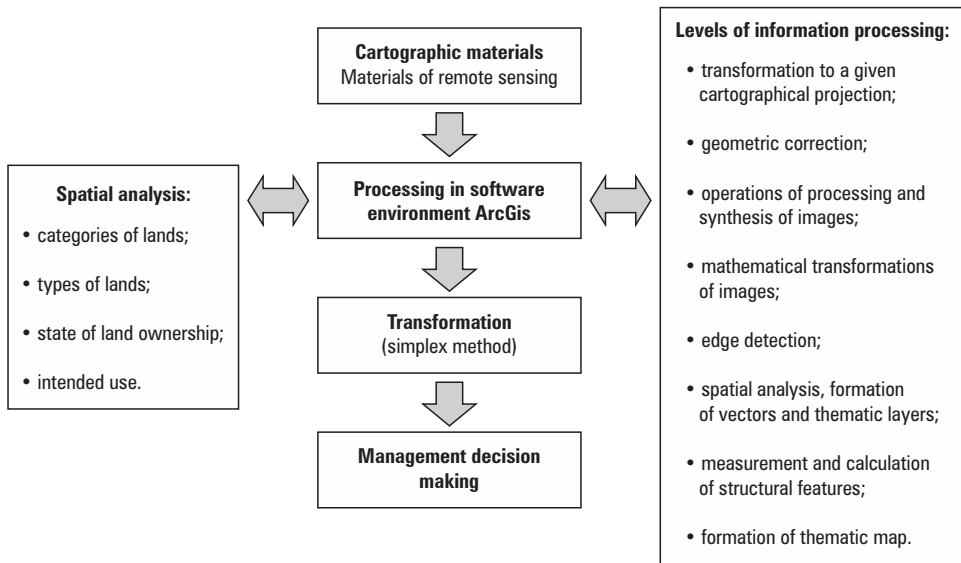 Cartographic materials
Materials of remote sensing
Processing in software
environment ArcGis
Transformation
(simplex method)
Management decision
making
Spatial analysis:
• categories of lands;
• types of lands;
• state of land ownership;
• intended use.
Levels of information processing:
• transformation to a given
cartographical projection;
• geometric correction;
• operations of processing and
synthesis of images;
• mathematical transformations
of images;
• edge detection;
• spatial analysis, formation
of vectors and thematic layers;
• measurement and calculation
of structural features;
• formation of thematic map.